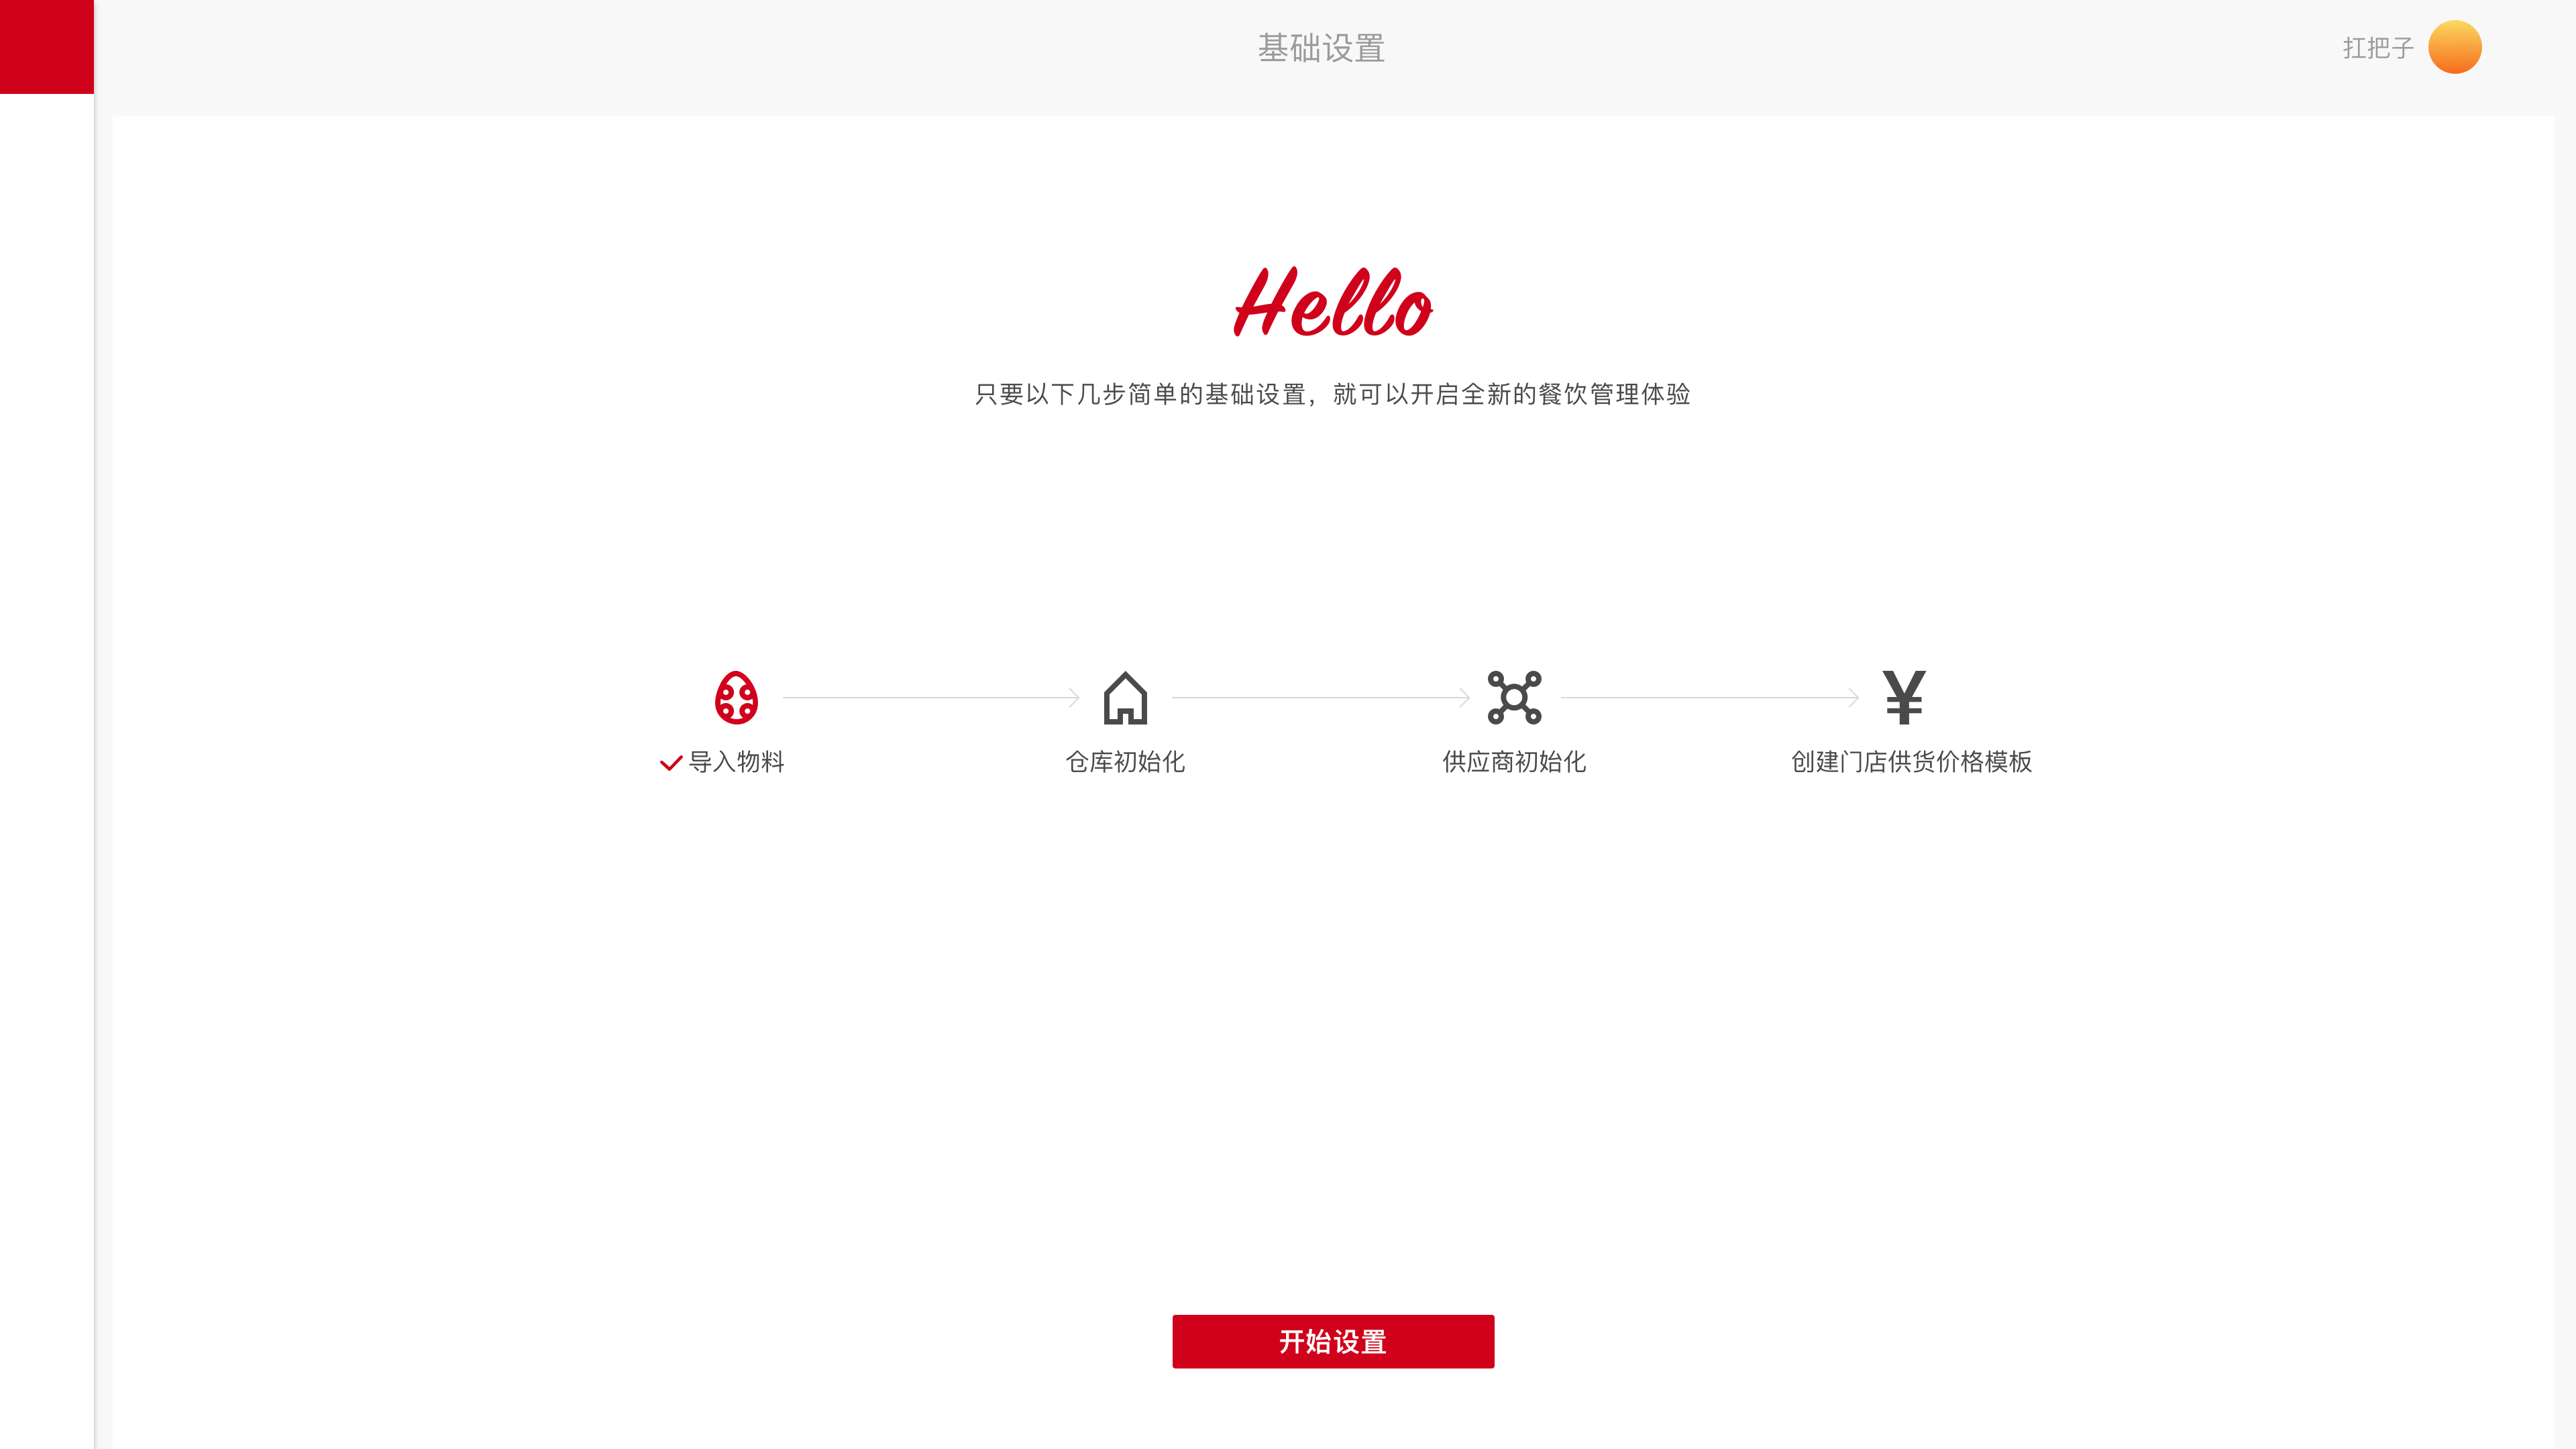 基础设置
扛把子
Hello
只要以下几步简单的基础设置，就可以开启全新的餐饮管理体验
导入物料
仓库初始化
供应商初始化
¥
创建门店供货价格模板
开始设置